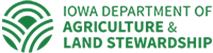 IOWA DEPARTMENT OF
AGRICULTURE &
LAND STEWARDSHIP